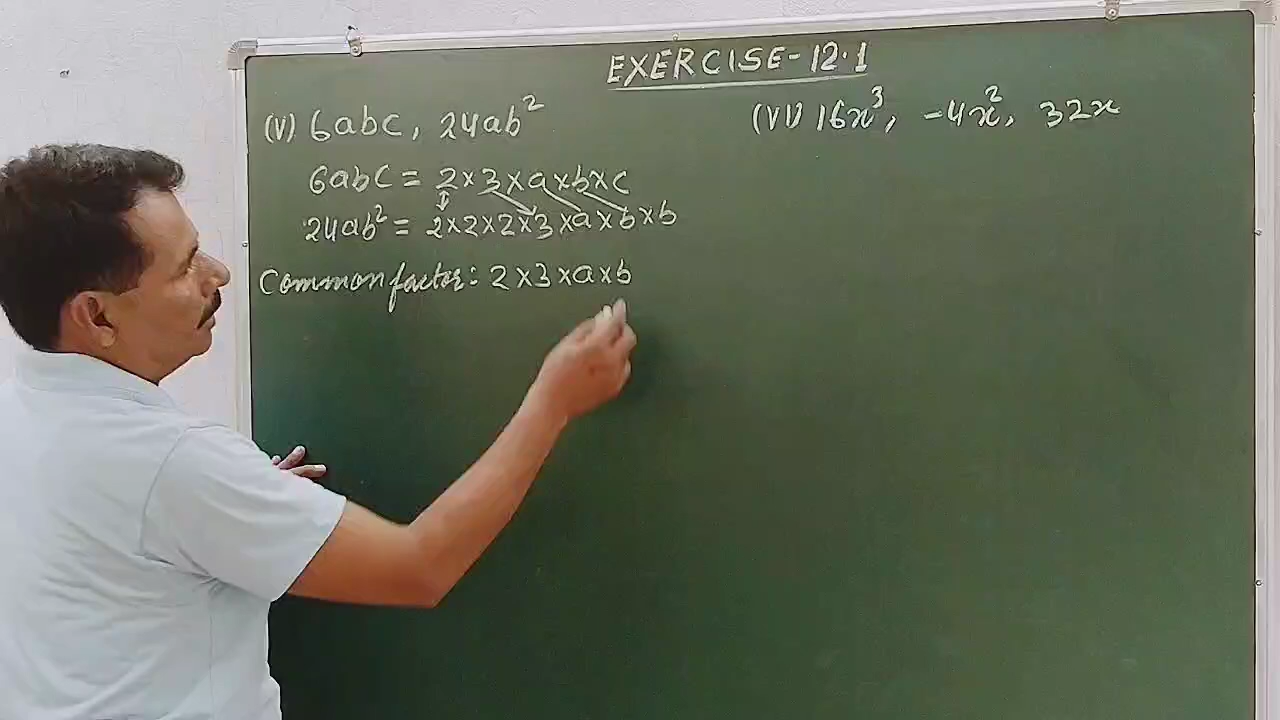 EXERCISE-12.1
(V) 6abc, 24ab²
6abc = 2×3×a×b×c
24ab² = 2×2×2×3×a×b×b
Common factor: 2×3×a×b
(VI) 16x³, -4x², 32x